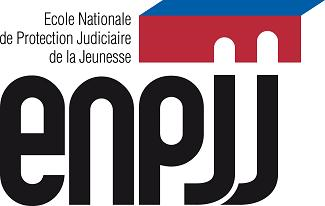 Ecole Nationale
de Protection Judiciaire
de la Jeunesse
enpjj